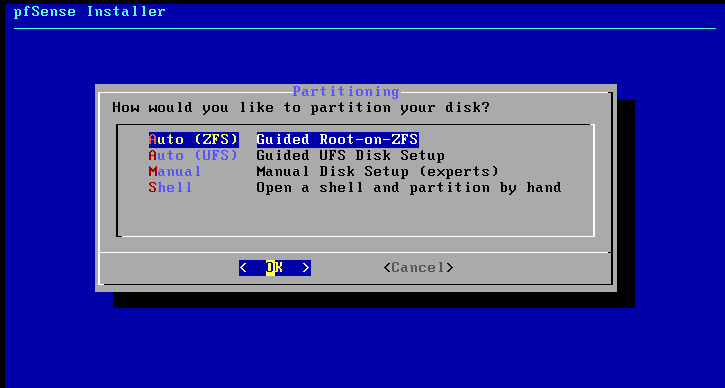 pfSense Installer
Partitioning
How would you like to partition your disk?
Auto (ZFS) Guided Root-on-ZFS
Auto (UFS) Guided UFS Disk Setup
Manual Manual Disk Setup (experts)
Shell Open a shell and partition by hand
< OK > <Cancel>